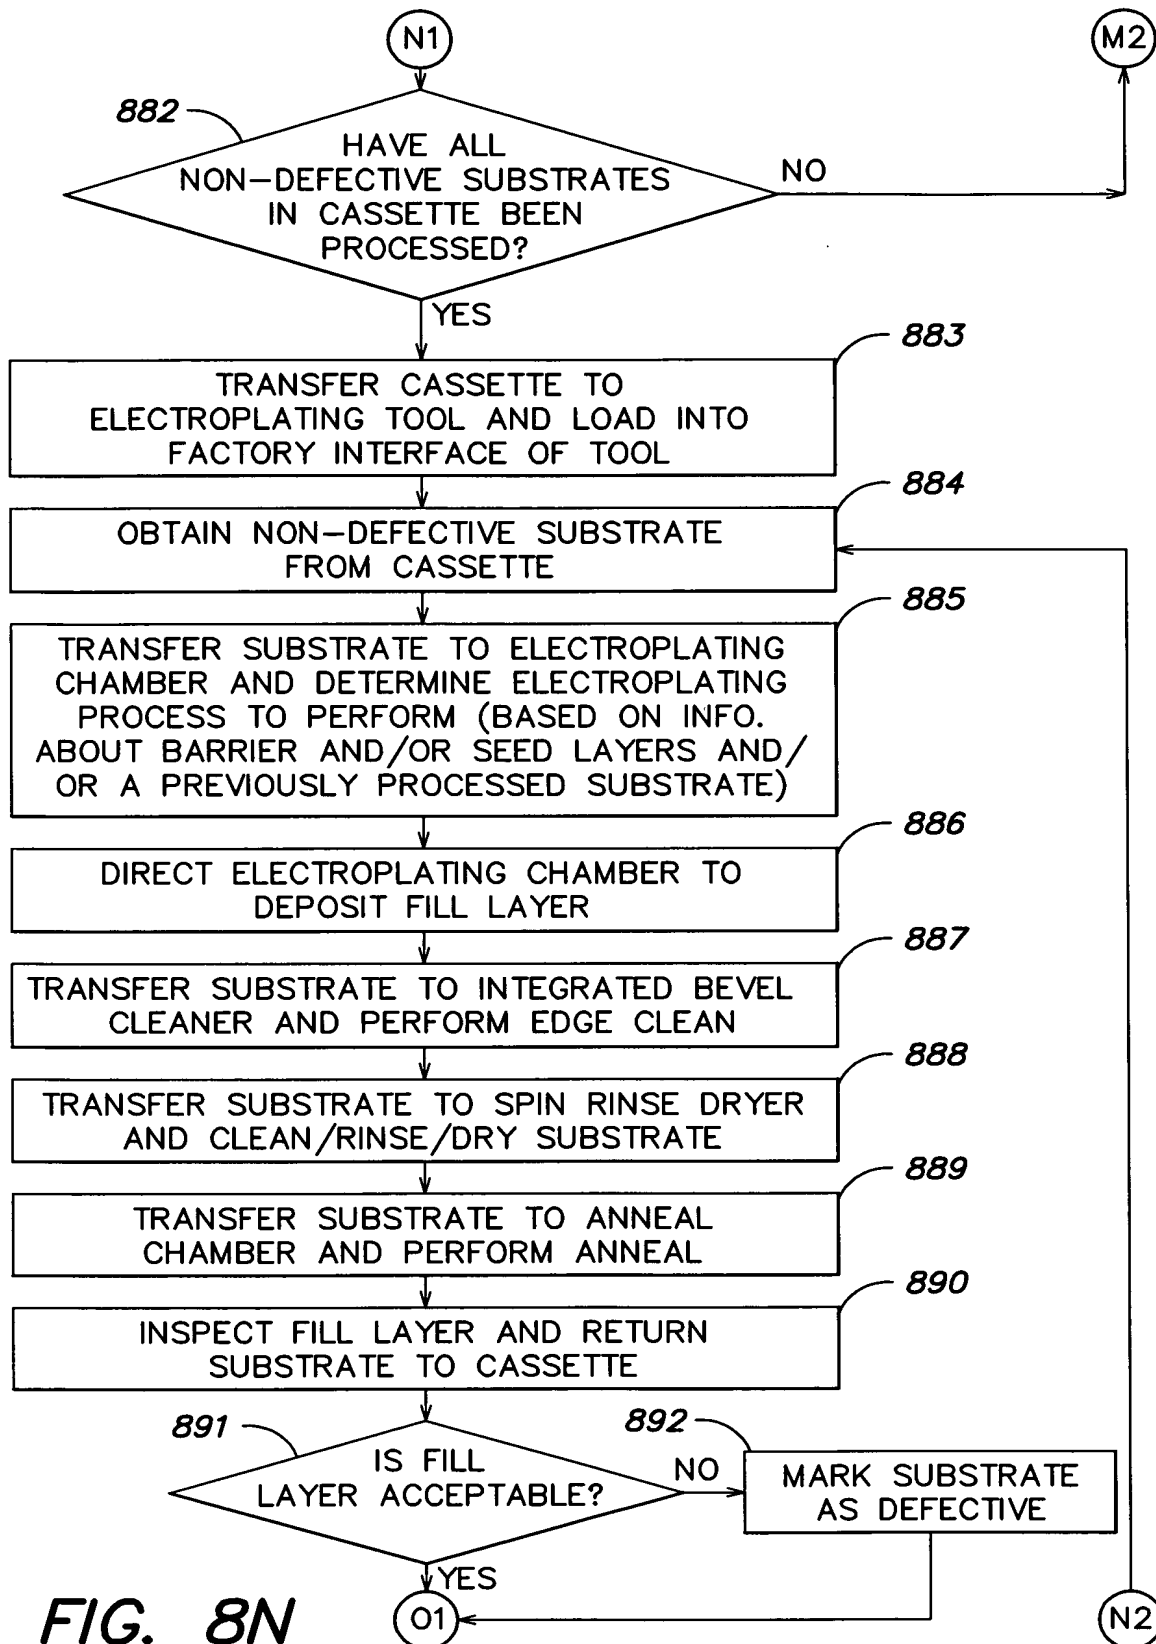 N1
M2
882
HAVE ALL
NON-DEFECTIVE SUBSTRATES
IN CASSETTE BEEN
PROCESSED?
NO
YES
883
TRANSFER CASSETTE TO
ELECTROPLATING TOOL AND LOAD INTO
FACTORY INTERFACE OF TOOL
884
OBTAIN NON-DEFECTIVE SUBSTRATE
FROM CASSETTE
885
TRANSFER SUBSTRATE TO ELECTROPLATING
CHAMBER AND DETERMINE ELECTROPLATING
PROCESS TO PERFORM (BASED ON INFO.
ABOUT BARRIER AND/OR SEED LAYERS AND/
OR A PREVIOUSLY PROCESSED SUBSTRATE)
886
DIRECT ELECTROPLATING CHAMBER TO
DEPOSIT FILL LAYER
887
TRANSFER SUBSTRATE TO INTEGRATED BEVEL
CLEANER AND PERFORM EDGE CLEAN
888
TRANSFER SUBSTRATE TO SPIN RINSE DRYER
AND CLEAN/RINSE/DRY SUBSTRATE
889
TRANSFER SUBSTRATE TO ANNEAL
CHAMBER AND PERFORM ANNEAL
890
INSPECT FILL LAYER AND RETURN
SUBSTRATE TO CASSETTE
891
IS FILL
LAYER ACCEPTABLE?
NO
892
MARK SUBSTRATE
AS DEFECTIVE
YES
O1
N2
FIG. 8N